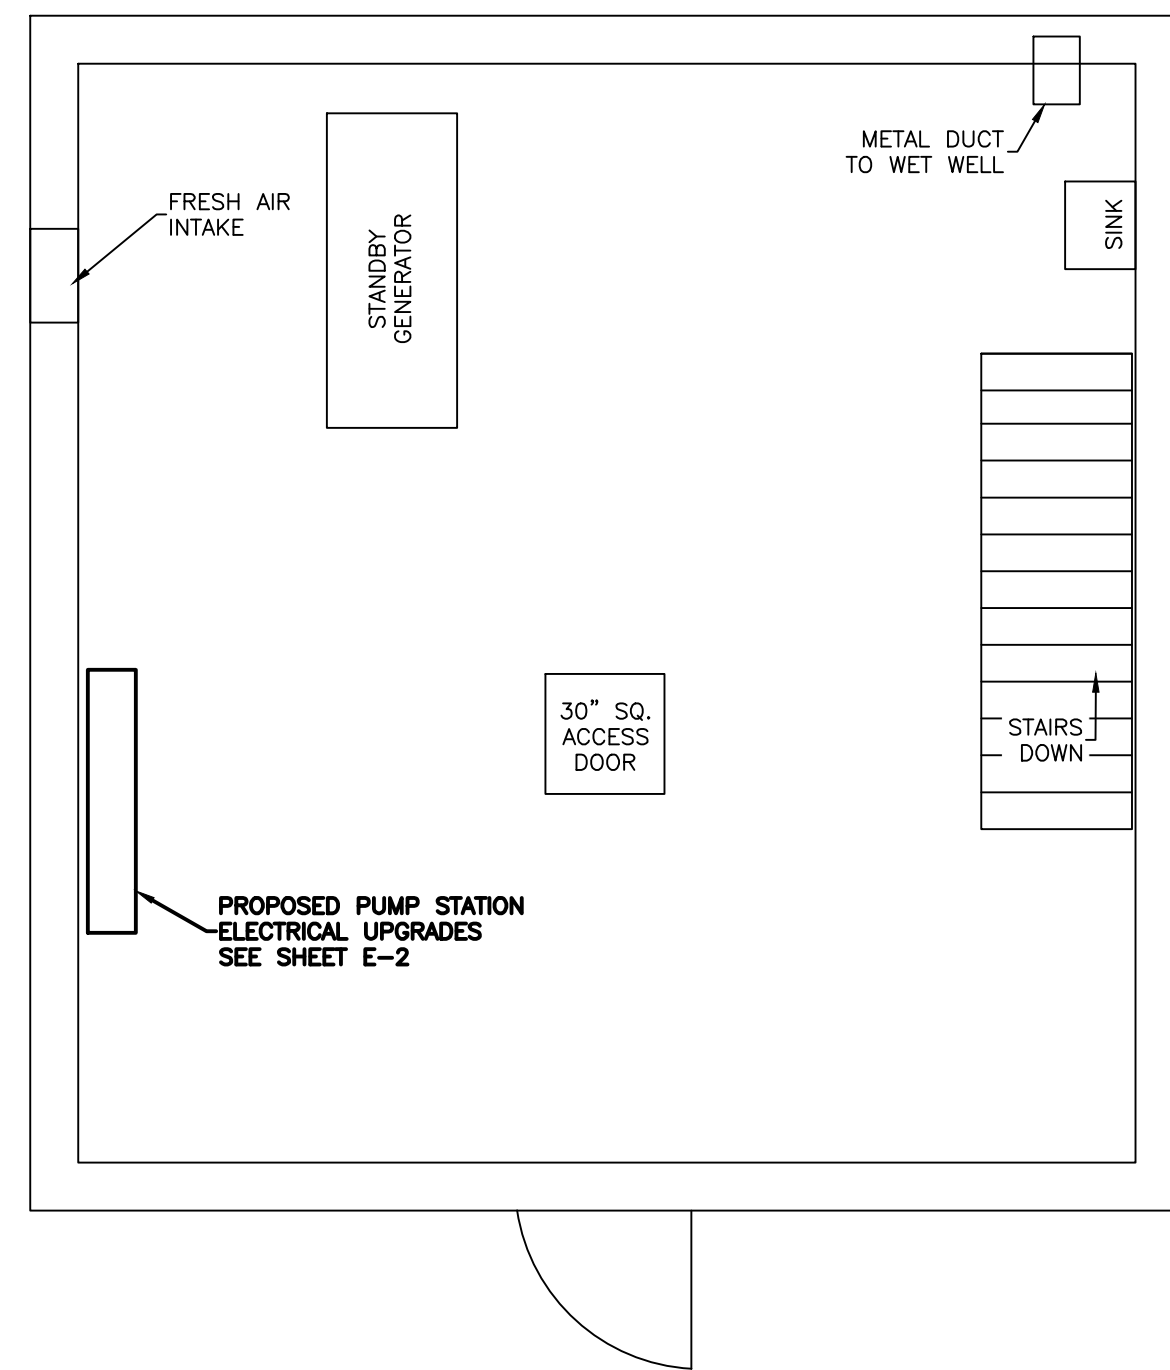 METAL DUCT
TO WET WELL
FRESH AIR
INTAKE
SINK
STANDBY
GENERATOR
30” SQ.
ACCESS
DOOR
STAIRS
DOWN
PROPOSED PUMP STATION
ELECTRICAL UPGRADES
SEE SHEET E-2